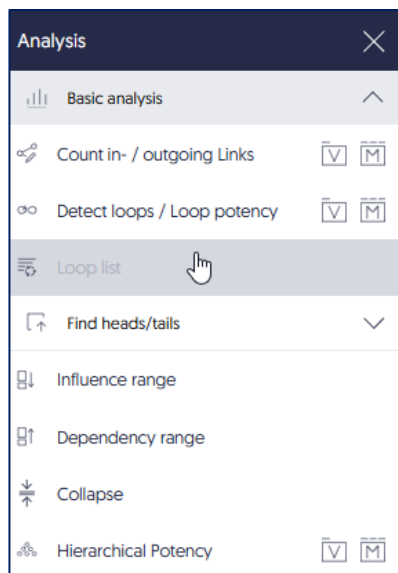 Analysis
Basic analysis
Count in- / outgoing Links V M
Detect loops / Loop potency V M
Loop list
Find heads/tails
Influence range
Dependency range
Collapse
Hierarchical Potency V M